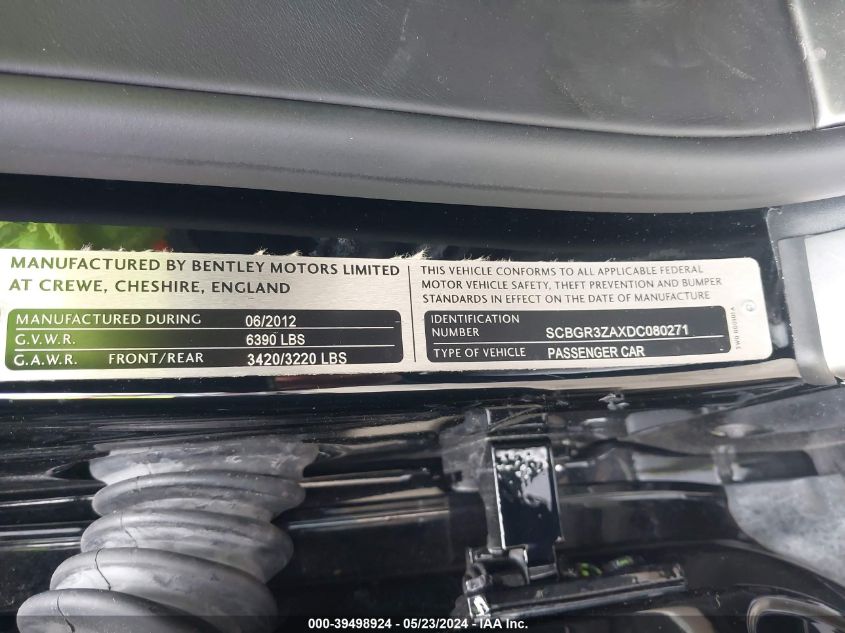 MANUFACTURED BY BENTLEY MOTORS LIMITED
AT CREWE, CHESHIRE, ENGLAND
MANUFACTURED DURING 06/2012
G.V.W.R. 6390 LBS
G.A.W.R. FRONT/REAR 3420/3220 LBS
THIS VEHICLE CONFORMS TO ALL APPLICABLE FEDERAL
MOTOR VEHICLE SAFETY, THEFT PREVENTION AND BUMPER
STANDARDS IN EFFECT ON THE DATE OF MANUFACTURE
IDENTIFICATION
NUMBER SCBGR3ZAXDC080271
TYPE OF VEHICLE PASSENGER CAR
000-39498924 - 05/23/2024 - IAA Inc.